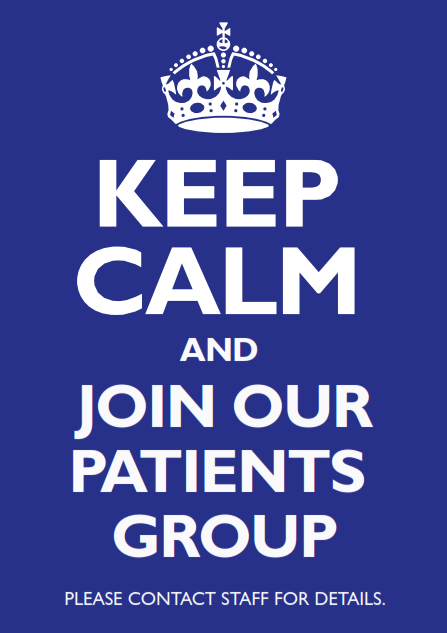 KEEP
CALM
AND
JOIN OUR
PATIENTS
GROUP
PLEASE CONTACT STAFF FOR DETAILS.